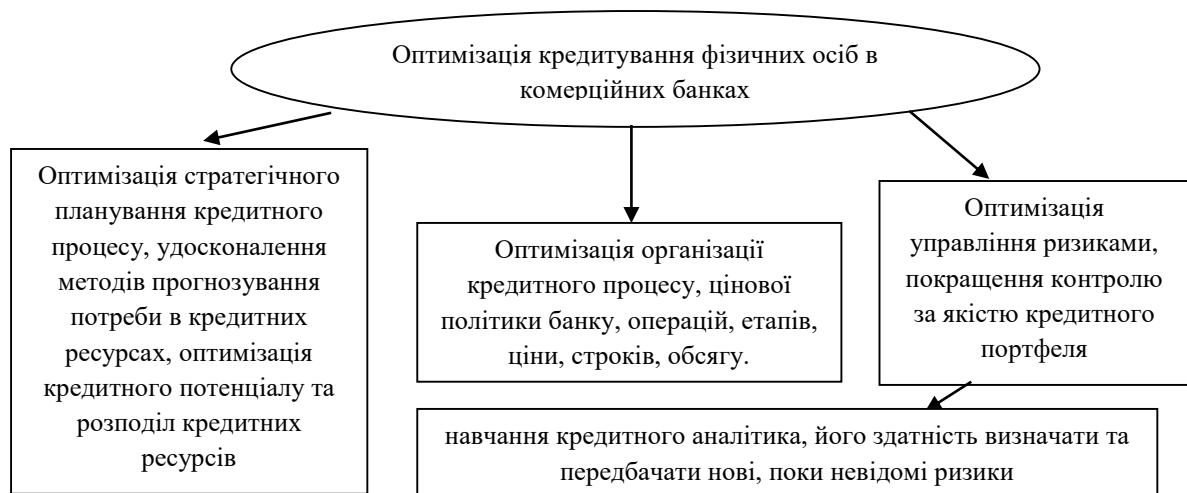 Оптимізація кредитування фізичних осіб в
комерційних банках
Оптимізація стратегічного
планування кредитного
процесу, удосконалення
методів прогнозування
потреби в кредитних
ресурсах, оптимізація
кредитного потенціалу та
розподіл кредитних
ресурсів
Оптимізація організації
кредитного процесу, цінової
політики банку, операцій, етапів,
ціни, строків, обсягу.
Оптимізація
управління ризиками,
покращення контролю
за якістю кредитного
портфеля
навчання кредитного аналітика, його здатність визначати та
передбачати нові, поки невідомі ризики